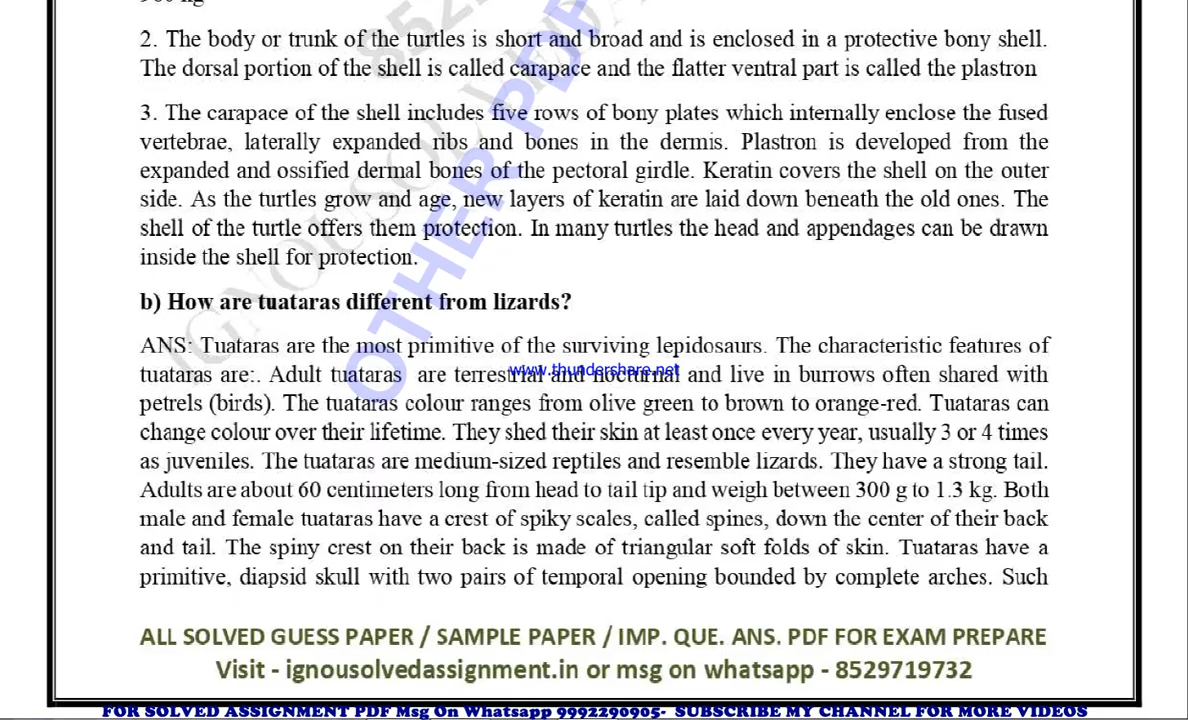 2. The body or trunk of the turtles is short and broad and is enclosed in a protective bony shell.
The dorsal portion of the shell is called carapace and the flatter ventral part is called the plastron
3. The carapace of the shell includes five rows of bony plates which internally enclose the fused
vertebrae, laterally expanded ribs and bones in the dermis. Plastron is developed from the
expanded and ossified dermal bones of the pectoral girdle. Keratin covers the shell on the outer
side. As the turtles grow and age, new layers of keratin are laid down beneath the old ones. The
shell of the turtle offers them protection. In many turtles the head and appendages can be drawn
inside the shell for protection.
b) How are tuataras different from lizards?
ANS: Tuataras are the most primitive of the surviving lepidosaurs. The characteristic features of
tuataras are:. Adult tuataras are terrestrial and nocturnal and live in burrows often shared with
www.thundershare.net
petrels (birds). The tuataras colour ranges from olive green to brown to orange-red. Tuataras can
change colour over their lifetime. They shed their skin at least once every year, usually 3 or 4 times
as juveniles. The tuataras are medium-sized reptiles and resemble lizards. They have a strong tail.
Adults are about 60 centimeters long from head to tail tip and weigh between 300 g to 1.3 kg. Both
male and female tuataras have a crest of spiky scales, called spines, down the center of their back
and tail. The spiny crest on their back is made of triangular soft folds of skin. Tuataras have a
primitive, diapsid skull with two pairs of temporal opening bounded by complete arches. Such
OTHER PDF
ALL SOLVED GUESS PAPER / SAMPLE PAPER / IMP. QUE. ANS. PDF FOR EXAM PREPARE
Visit - ignousolvedassignment.in or msg on whatsapp - 8529719732
FOR SOLVED ASSIGNMENT PDF Msg On Whatsapp 9992290905- SUBSCRIBE MY CHANNEL FOR MORE VIDEOS